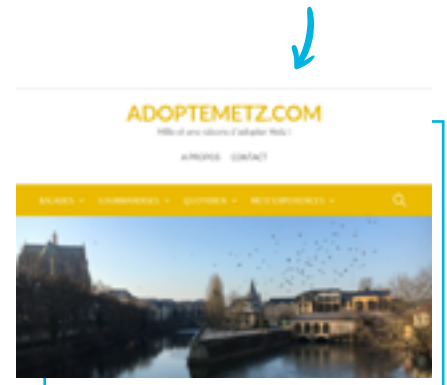 ADOPTEMETZ.COM
Mille et une raisons d'adopter Metz !
A PROPOS CONTACT
BALADES GOURMANDISES QUOTIDIEN METZ'EXPERIENCES